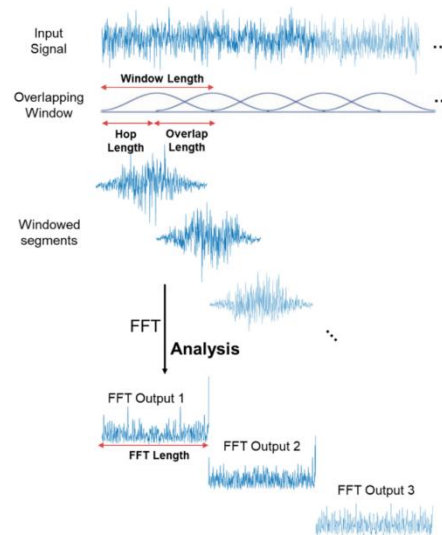 Input
Signal
Window Length
Overlapping
Window
Hop
Length
Overlap
Length
Windowed
segments
FFT
Analysis
FFT Output 1
FFT Length
FFT Output 2
FFT Output 3